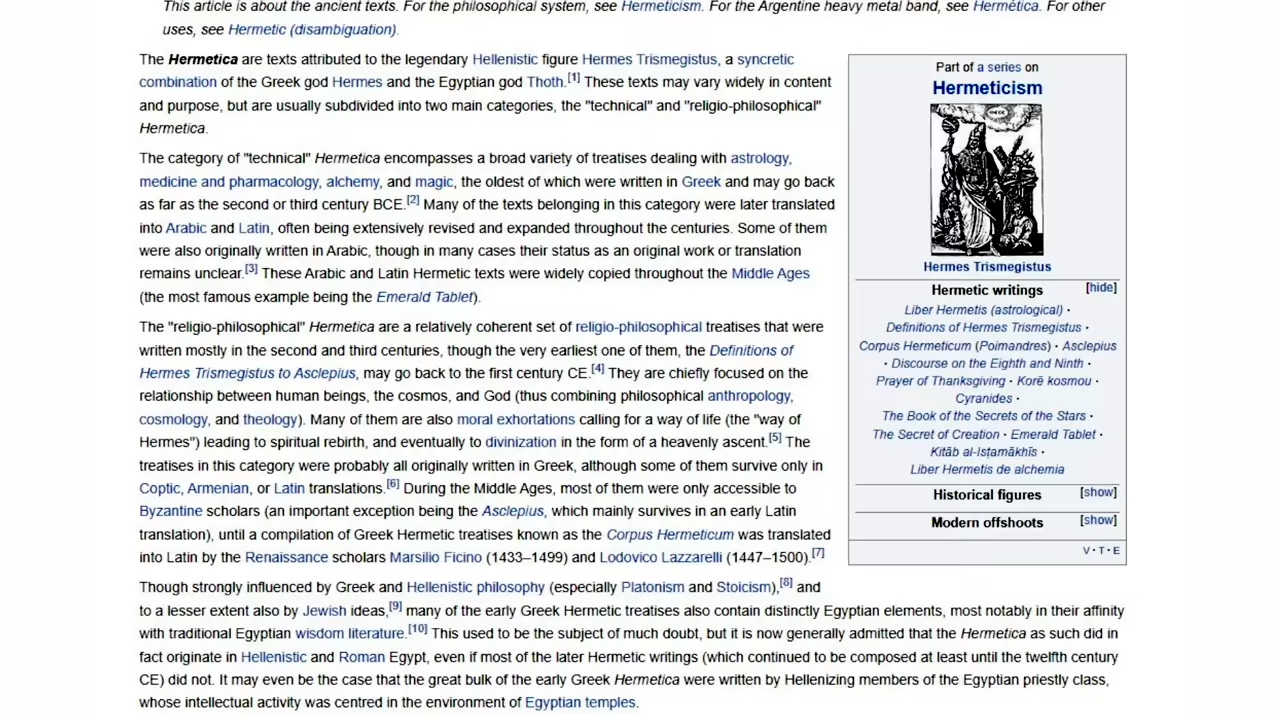 This article is about the ancient texts. For the philosophical system, see Hermeticism. For the Argentine heavy metal band, see Hermética. For other
uses, see Hermetic (disambiguation).
The Hermetica are texts attributed to the legendary Hellenistic figure Hermes Trismegistus, a syncretic
combination of the Greek god Hermes and the Egyptian god Thoth.[1] These texts may vary widely in content
and purpose, but are usually subdivided into two main categories, the "technical" and "religio-philosophical"
Hermetica.
The category of "technical" Hermetica encompasses a broad variety of treatises dealing with astrology,
medicine and pharmacology, alchemy, and magic, the oldest of which were written in Greek and may go back
as far as the second or third century BCE.[2] Many of the texts belonging in this category were later translated
into Arabic and Latin, often being extensively revised and expanded throughout the centuries. Some of them
were also originally written in Arabic, though in many cases their status as an original work or translation
remains unclear.[3] These Arabic and Latin Hermetic texts were widely copied throughout the Middle Ages
(the most famous example being the Emerald Tablet).
The "religio-philosophical" Hermetica are a relatively coherent set of religio-philosophical treatises that were
written mostly in the second and third centuries, though the very earliest one of them, the Definitions of
Hermes Trismegistus to Asclepius, may go back to the first century CE.[4] They are chiefly focused on the
relationship between human beings, the cosmos, and God (thus combining philosophical anthropology,
cosmology, and theology). Many of them are also moral exhortations calling for a way of life (the "way of
Hermes") leading to spiritual rebirth, and eventually to divinization in the form of a heavenly ascent.[5] The
treatises in this category were probably all originally written in Greek, although some of them survive only in
Coptic, Armenian, or Latin translations.[6] During the Middle Ages, most of them were only accessible to
Byzantine scholars (an important exception being the Asclepius, which mainly survives in an early Latin
translation), until a compilation of Greek Hermetic treatises known as the Corpus Hermeticum was translated
into Latin by the Renaissance scholars Marsilio Ficino (1433–1499) and Lodovico Lazzarelli (1447–1500).[7]
Though strongly influenced by Greek and Hellenistic philosophy (especially Platonism and Stoicism),[8] and
to a lesser extent also by Jewish ideas,[9] many of the early Greek Hermetic treatises also contain distinctly Egyptian elements, most notably in their affinity
with traditional Egyptian wisdom literature.[10] This used to be the subject of much doubt, but it is now generally admitted that the Hermetica as such did in
fact originate in Hellenistic and Roman Egypt, even if most of the later Hermetic writings (which continued to be composed at least until the twelfth century
CE) did not. It may even be the case that the great bulk of the early Greek Hermetica were written by Hellenizing members of the Egyptian priestly class,
whose intellectual activity was centred in the environment of Egyptian temples.
Part of a series on
Hermeticism
Hermes Trismegistus
Hermetic writings [hide]
Liber Hermetis (astrological) ·
Definitions of Hermes Trismegistus ·
Corpus Hermeticum (Poimandres) · Asclepius
· Discourse on the Eighth and Ninth ·
Prayer of Thanksgiving · Korē kosmou ·
Cyranides ·
The Book of the Secrets of the Stars ·
The Secret of Creation · Emerald Tablet ·
Kitāb al-Isṭamākhīs ·
Liber Hermetis de alchemia
Historical figures [show]
Modern offshoots [show]
V · T · E